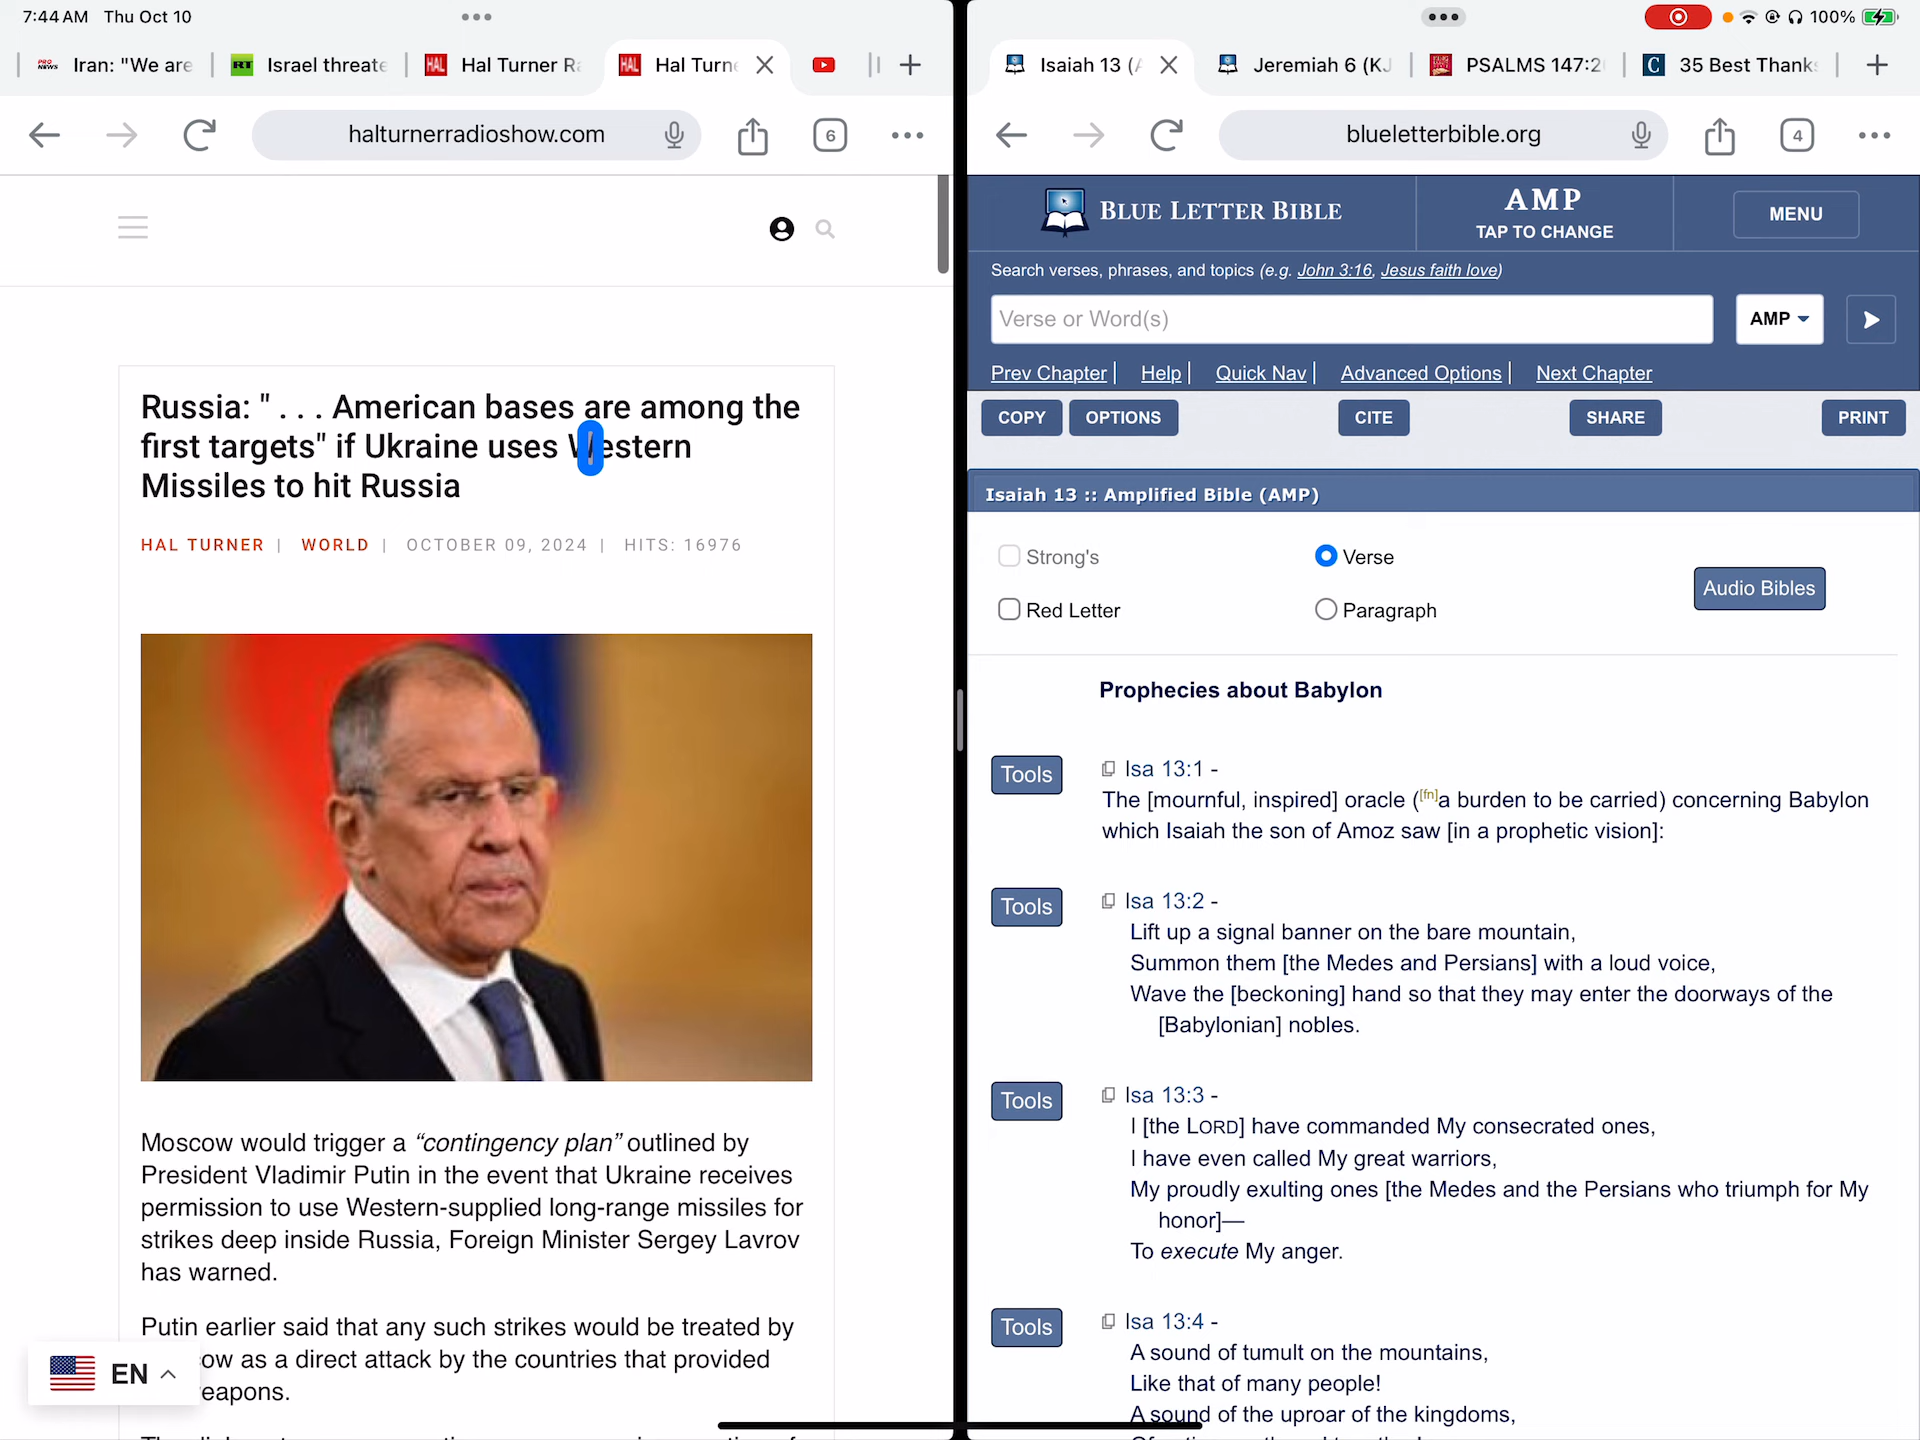 7:44 AM Thu Oct 10
100%
PRO NEWS Iran: "We are
RT Israel threate
HAL Hal Turner Ra
HAL Hal Turne
Isaiah 13 (A
Jeremiah 6 (KJ
PSALMS 147:2
C 35 Best Thanks
halturnerradioshow.com
6
blueletterbible.org
4
Russia: " . . . American bases are among the
first targets" if Ukraine uses Western
Missiles to hit Russia
HAL TURNER | WORLD | OCTOBER 09, 2024 | HITS: 16976
Moscow would trigger a “contingency plan” outlined by
President Vladimir Putin in the event that Ukraine receives
permission to use Western-supplied long-range missiles for
strikes deep inside Russia, Foreign Minister Sergey Lavrov
has warned.
Putin earlier said that any such strikes would be treated by
ow as a direct attack by the countries that provided
eapons.
EN
BLUE LETTER BIBLE
AMP
TAP TO CHANGE
MENU
Search verses, phrases, and topics (e.g. John 3:16, Jesus faith love)
Verse or Word(s)
AMP
Prev Chapter | Help | Quick Nav | Advanced Options | Next Chapter
COPY OPTIONS CITE SHARE PRINT
Isaiah 13 :: Amplified Bible (AMP)
Strong's
Verse
Red Letter
Paragraph
Audio Bibles
Prophecies about Babylon
Tools
Isa 13:1 -
The [mournful, inspired] oracle ([fn]a burden to be carried) concerning Babylon
which Isaiah the son of Amoz saw [in a prophetic vision]:
Tools
Isa 13:2 -
Lift up a signal banner on the bare mountain,
Summon them [the Medes and Persians] with a loud voice,
Wave the [beckoning] hand so that they may enter the doorways of the
[Babylonian] nobles.
Tools
Isa 13:3 -
I [the LORD] have commanded My consecrated ones,
I have even called My great warriors,
My proudly exulting ones [the Medes and the Persians who triumph for My
honor]—
To execute My anger.
Tools
Isa 13:4 -
A sound of tumult on the mountains,
Like that of many people!
A sound of the uproar of the kingdoms,